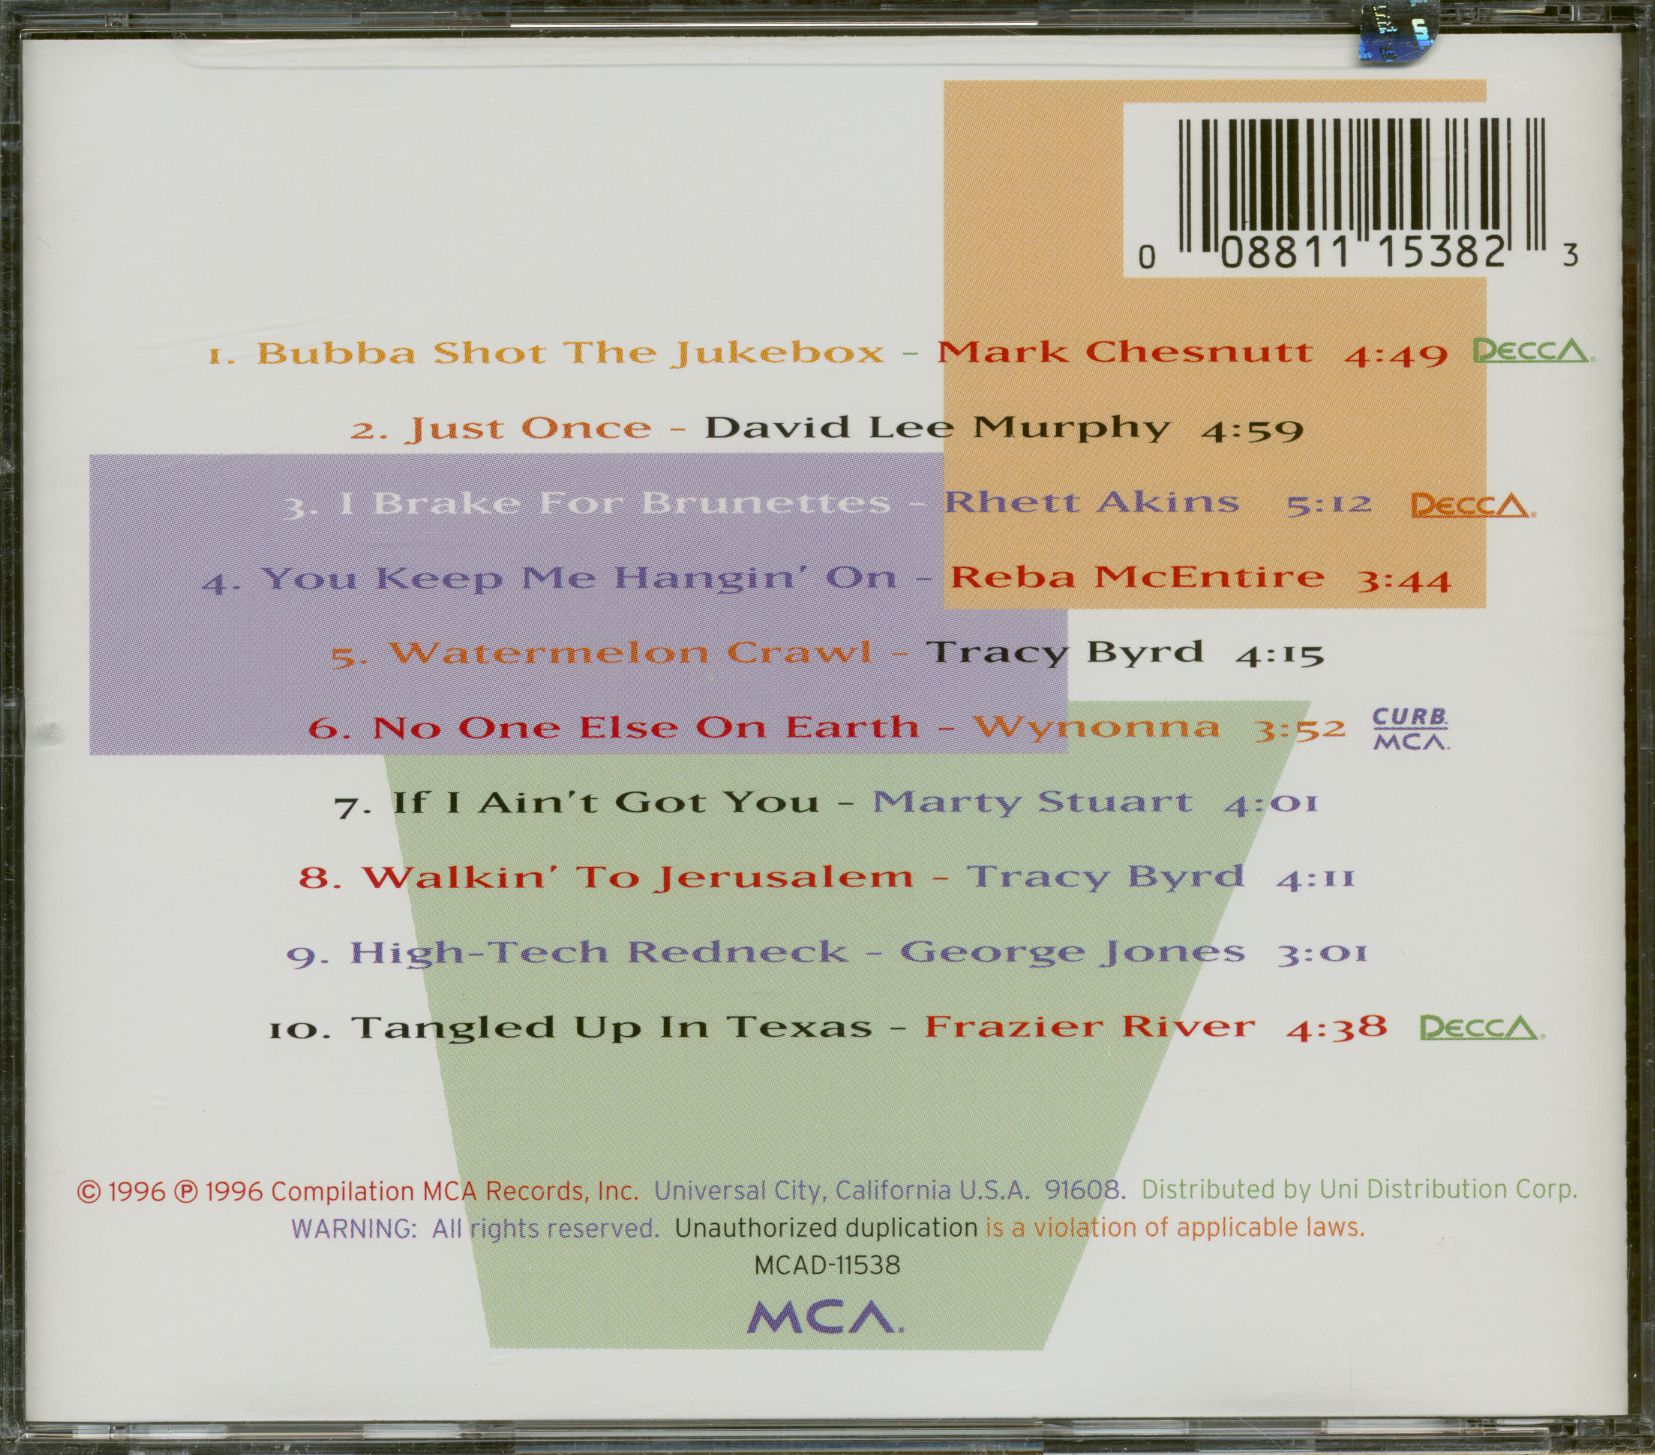 0 08811 15382 3
1. Bubba Shot The Jukebox - Mark Chesnutt 4:49 DECCA®
2. Just Once - David Lee Murphy 4:59
3. I Brake For Brunettes - Rhett Akins 5:12 DECCA®
4. You Keep Me Hangin' On - Reba McEntire 3:44
5. Watermelon Crawl - Tracy Byrd 4:15
6. No One Else On Earth - Wynonna 3:52 CURB MCA
7. If I Ain't Got You - Marty Stuart 4:01
8. Walkin' To Jerusalem - Tracy Byrd 4:11
9. High-Tech Redneck - George Jones 3:01
10. Tangled Up In Texas - Frazier River 4:38 DECCA®
© 1996 ℗ 1996 Compilation MCA Records, Inc. Universal City, California U.S.A. 91608. Distributed by Uni Distribution Corp.
WARNING: All rights reserved. Unauthorized duplication is a violation of applicable laws.
MCAD-11538
MCA®